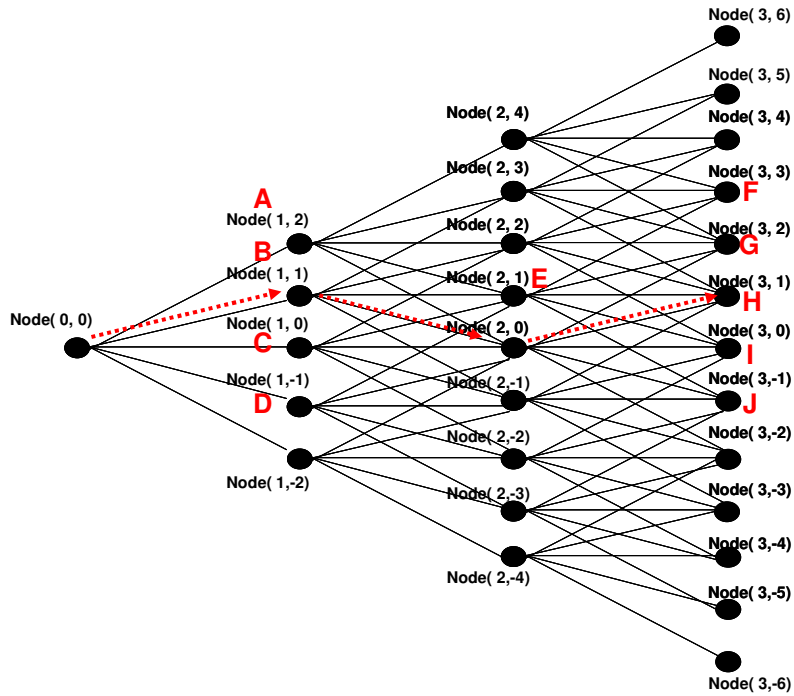 Node( 3, 6)
Node( 3, 5)
Node( 2, 4)
Node( 3, 4)
Node( 2, 3)
Node( 3, 3)
A
F
Node( 1, 2)
Node( 2, 2)
Node( 3, 2)
B
G
Node( 1, 1)
Node( 2, 1)
E
Node( 3, 1)
H
Node( 0, 0)
Node( 1, 0)
Node( 2, 0)
Node( 3, 0)
C
I
Node( 1,-1)
Node( 2,-1)
Node( 3,-1)
D
J
Node( 2,-2)
Node( 3,-2)
Node( 1,-2)
Node( 2,-3)
Node( 3,-3)
Node( 3,-4)
Node( 2,-4)
Node( 3,-5)
Node( 3,-6)